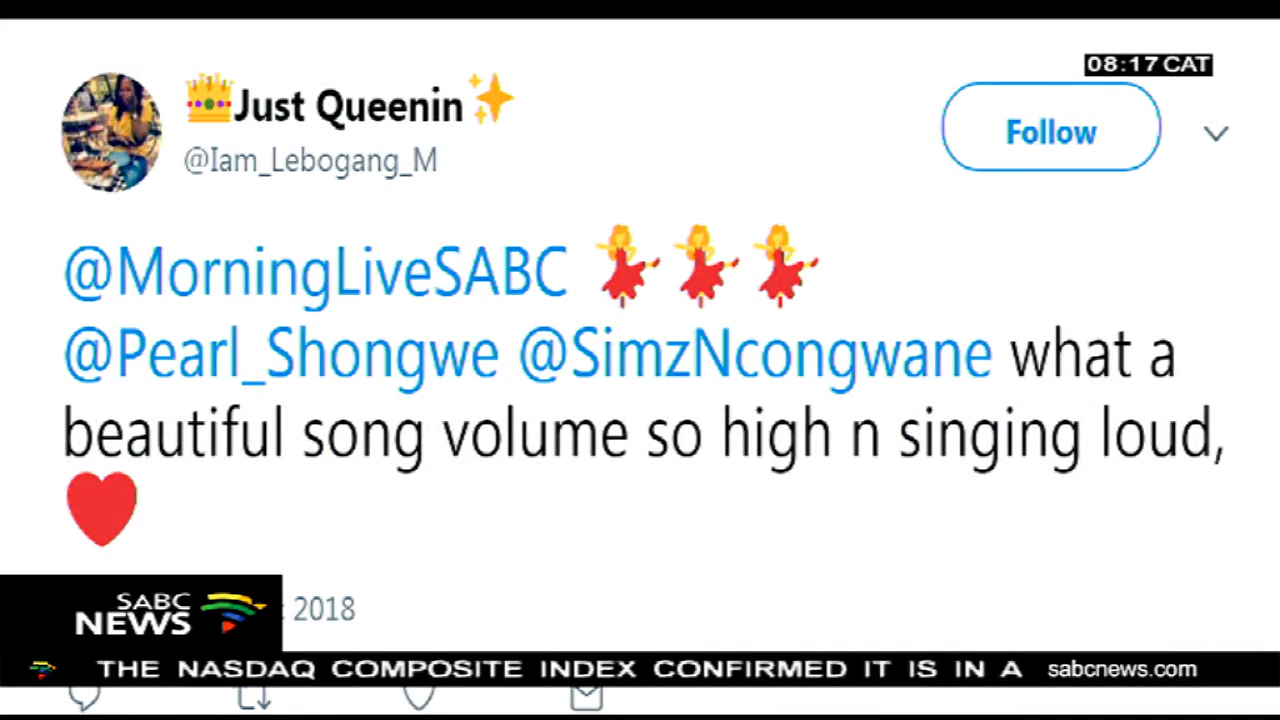 08:17 CAT
👑Just Queenin✨
@Iam_Lebogang_M
Follow
@MorningLiveSABC 💃💃💃
@Pearl_Shongwe @SimzNcongwane what a
beautiful song volume so high n singing loud,
❤
2018
SABC
NEWS
THE NASDAQ COMPOSITE INDEX CONFIRMED IT IS IN A
sabcnews.com